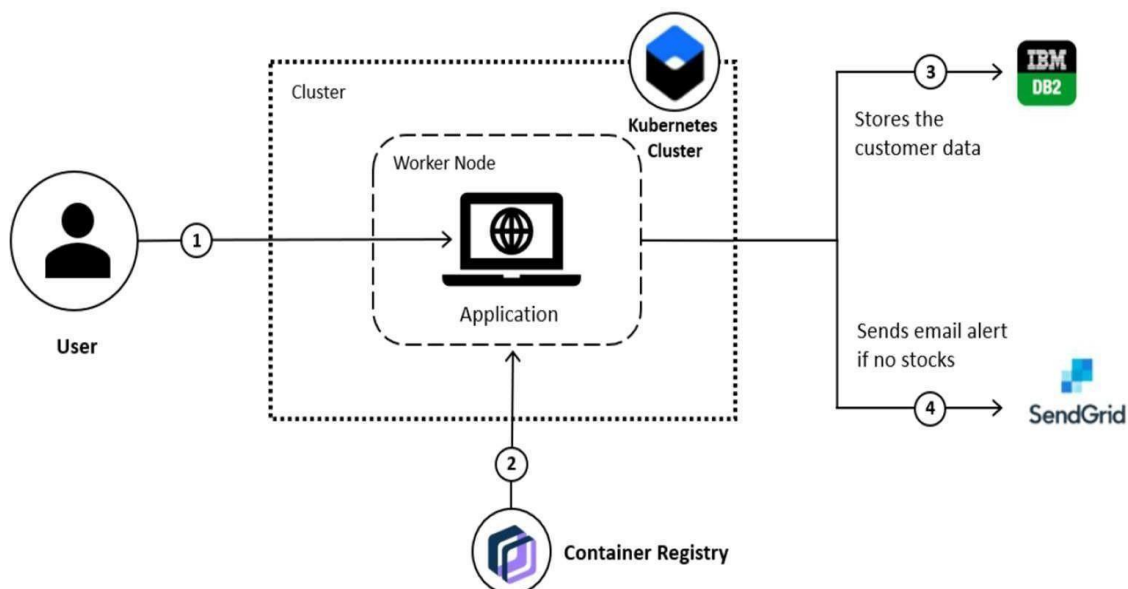 Cluster
Kubernetes
Cluster
Worker Node
Application
User
1
2
Container Registry
3
IBM
DB2
Stores the
customer data
Sends email alert
if no stocks
4
SendGrid